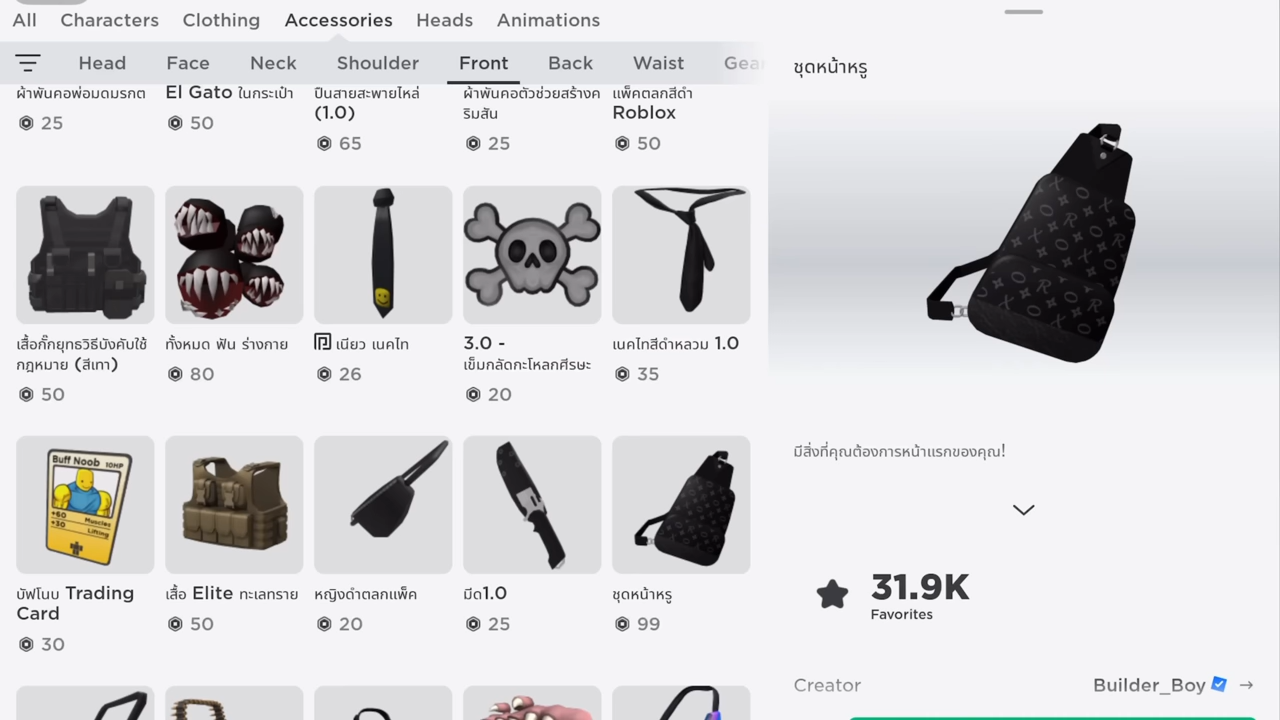 All Characters Clothing Accessories Heads Animations
Head Face Neck Shoulder Front Back Waist Gear
ผ้าพันคอพ่อมดมรกต
25
El Gato ในกระเป๋า
50
ปืนสายสะพายไหล่
(1.0)
65
ผ้าพันคอตัวช่วยสร้างค
ริมสัน
25
แพ็คตลกสีดำ
Roblox
50
เสื้อกั๊กยุทธวิธีบังคับใช้
กฎหมาย (สีเทา)
50
ทั้งหมด ฟัน ร่างกาย
80
เนียว เนคไท
26
3.0 -
เข็มกลัดกะโหลกศีรษะ
20
เนคไทสีดำหลวม 1.0
35
Buff Noob 10HP
+60 Muscles
+30 Lifting
บัฟโนบ Trading
Card
30
เสื้อ Elite ทะเลทราย
50
หญิงดำตลกแพ็ค
20
มีด1.0
25
ชุดหน้าหรู
99
ชุดหน้าหรู
มีสิ่งที่คุณต้องการหน้าแรกของคุณ!
31.9K
Favorites
Creator
Builder_Boy